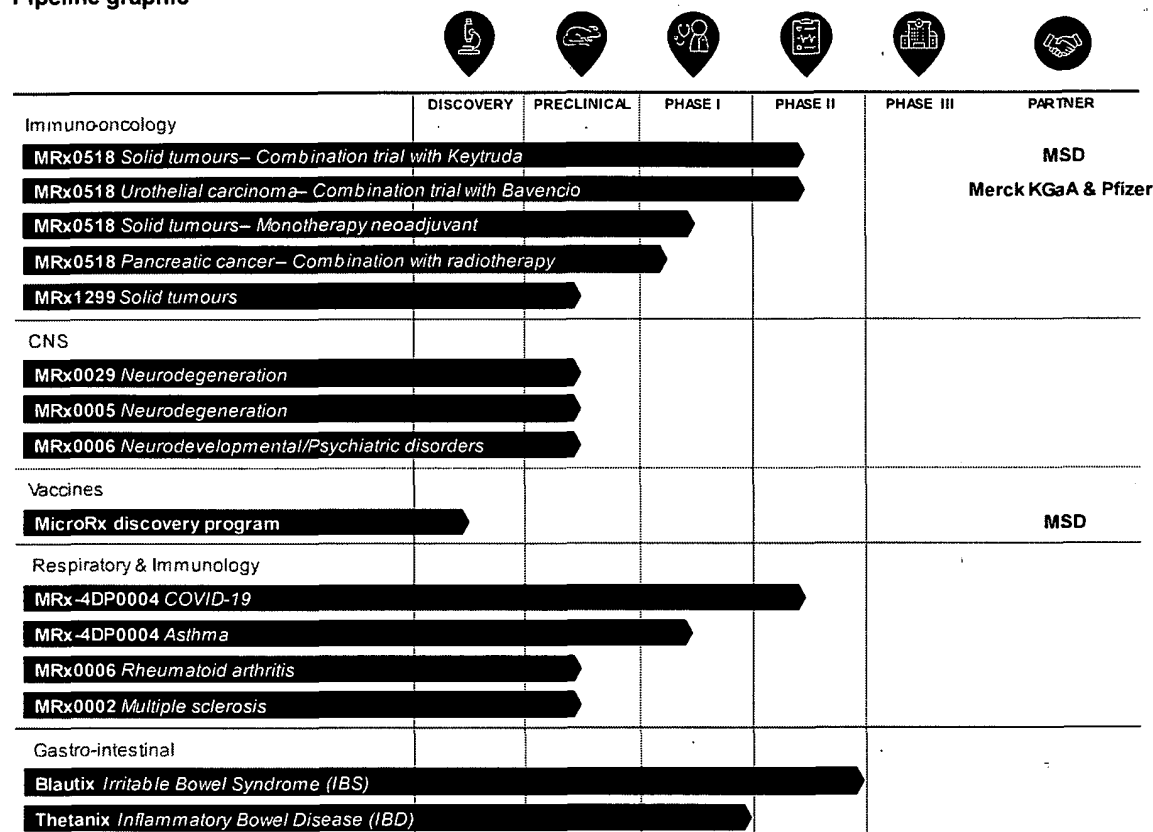 Pipeline graphic
DISCOVERY PRECLINICAL PHASE I PHASE II PHASE III PARTNER
Immuno-oncology
MRx0518 Solid tumours– Combination trial with Keytruda MSD
MRx0518 Urothelial carcinoma– Combination trial with Bavencio Merck KGaA & Pfizer
MRx0518 Solid tumours– Monotherapy neoadjuvant
MRx0518 Pancreatic cancer– Combination with radiotherapy
MRx1299 Solid tumours
CNS
MRx0029 Neurodegeneration
MRx0005 Neurodegeneration
MRx0006 Neurodevelopmental/Psychiatric disorders
Vaccines
MicroRx discovery program MSD
Respiratory & Immunology
MRx-4DP0004 COVID-19
MRx-4DP0004 Asthma
MRx0006 Rheumatoid arthritis
MRx0002 Multiple sclerosis
Gastro-intestinal
Blautix Irritable Bowel Syndrome (IBS)
Thetanix Inflammatory Bowel Disease (IBD)